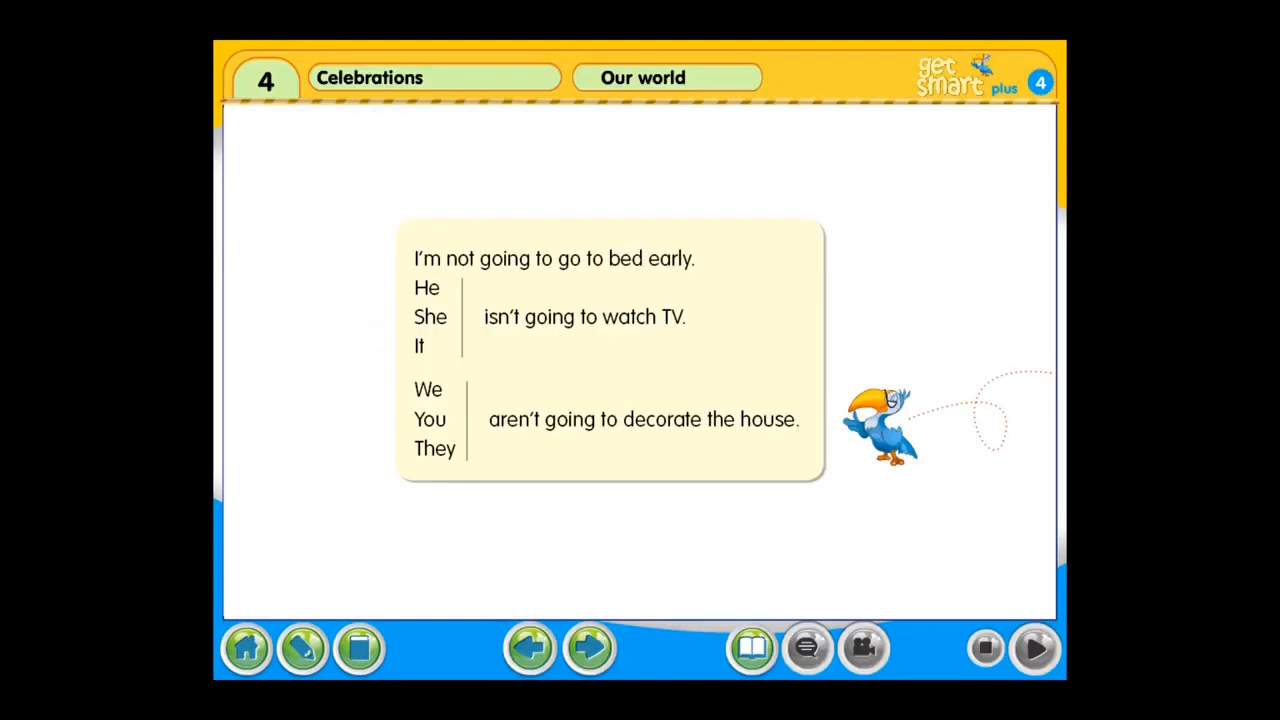 4
Celebrations
Our world
get
smart plus 4
I'm not going to go to bed early.
He
She
It
isn't going to watch TV.
We
You
They
aren't going to decorate the house.